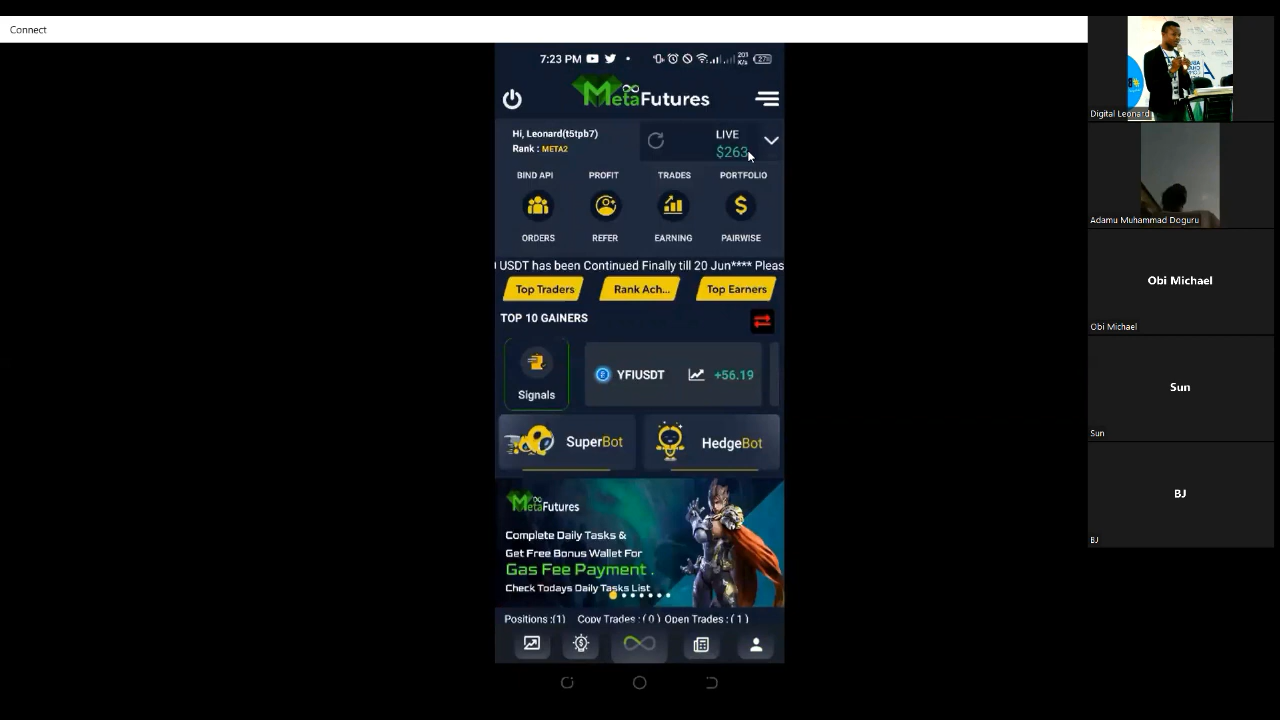 Connect
7:23 PM
201
K/s
27
MetaFutures
Hi, Leonard(t5tpb7)
Rank : META2
LIVE
$263
BIND API
PROFIT
TRADES
PORTFOLIO
ORDERS
REFER
EARNING
PAIRWISE
USDT has been Continued Finally till 20 Jun**** Pleas
Top Traders
Rank Ach...
Top Earners
TOP 10 GAINERS
Signals
YFIUSDT
+56.19
SuperBot
HedgeBot
MetaFutures
Complete Daily Tasks &
Get Free Bonus Wallet For
Gas Fee Payment .
Check Todays Daily Tasks List
Positions :(1) Copy Trades : ( 0 ) Open Trades : ( 1 )
Digital Leonard
Adamu Muhammad Doguru
Obi Michael
Obi Michael
Sun
Sun
BJ
BJ